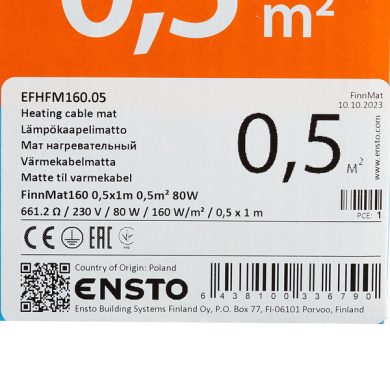 0,5 m²
EFHFM160.05
Heating cable mat
Lämpökaapelimatto
Мат нагревательный
Värmekabelmatta
Matte til varmekabel
FinnMat160 0,5x1m 0,5m² 80W
661.2 Ω / 230 V / 80 W / 160 W/m² / 0,5 x 1 m
FinnMat
10.10.2023
0,5 M²
www.ensto.com
PCE: 1
CE EAC
Country of Origin: Poland
ENSTO
Ensto Building Systems Finland Oy, P.O. Box 77, FI-06101 Porvoo, Finland
6 438100 336790